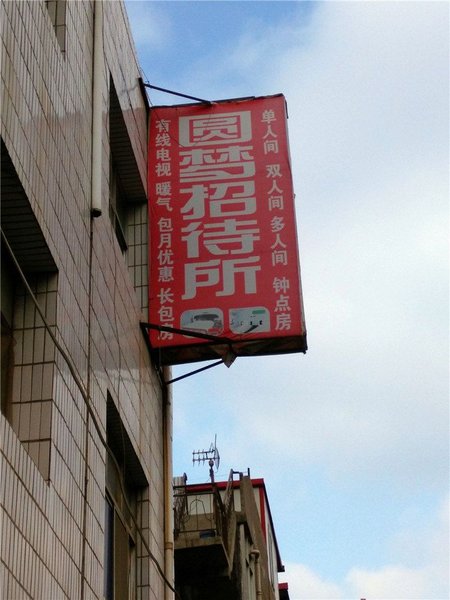 单人间 双人间 多人间 钟点房
圆梦招待所
有线电视 暖气 包月优惠 长包房